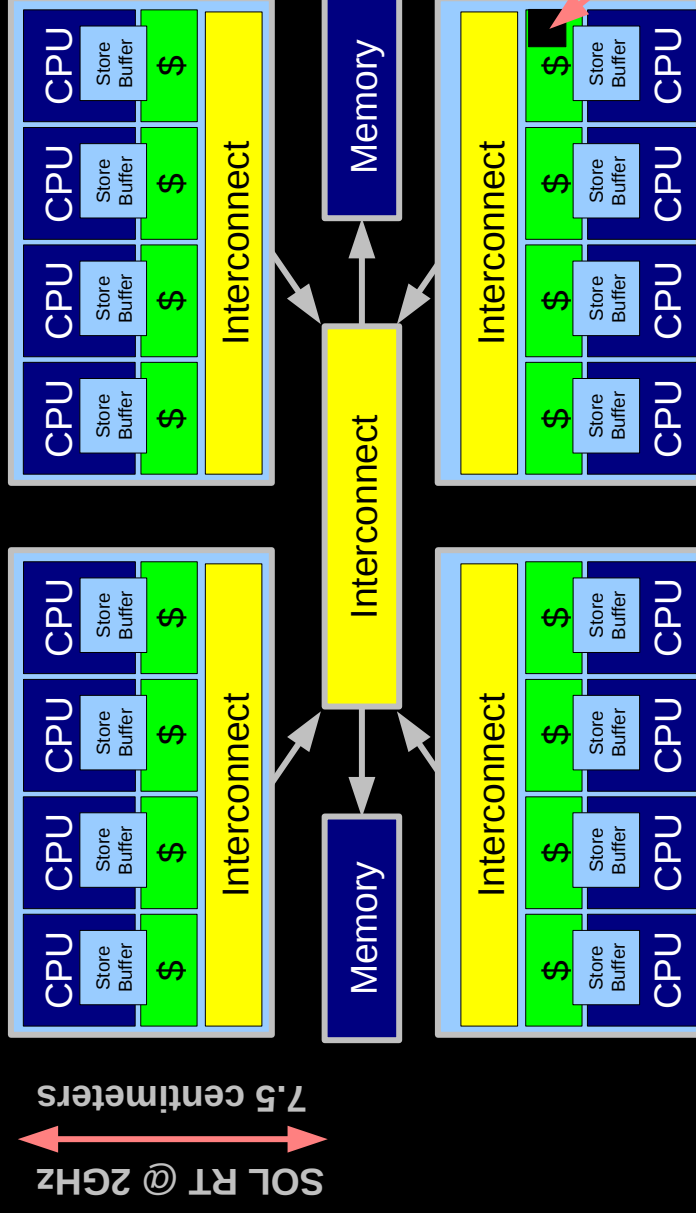 SOL RT @ 2GHz
7.5 centimeters
CPU CPU CPU CPU CPU CPU CPU CPU
Store Store Store Store Store Store Store Store
Buffer Buffer Buffer Buffer Buffer Buffer Buffer Buffer
$ $ $ $ $ $ $ $
Interconnect Interconnect
Memory Interconnect Memory
Interconnect Interconnect
$ $ $ $ $ $ $ $
Store Store Store Store Store Store Store Store
Buffer Buffer Buffer Buffer Buffer Buffer Buffer Buffer
CPU CPU CPU CPU CPU CPU CPU CPU